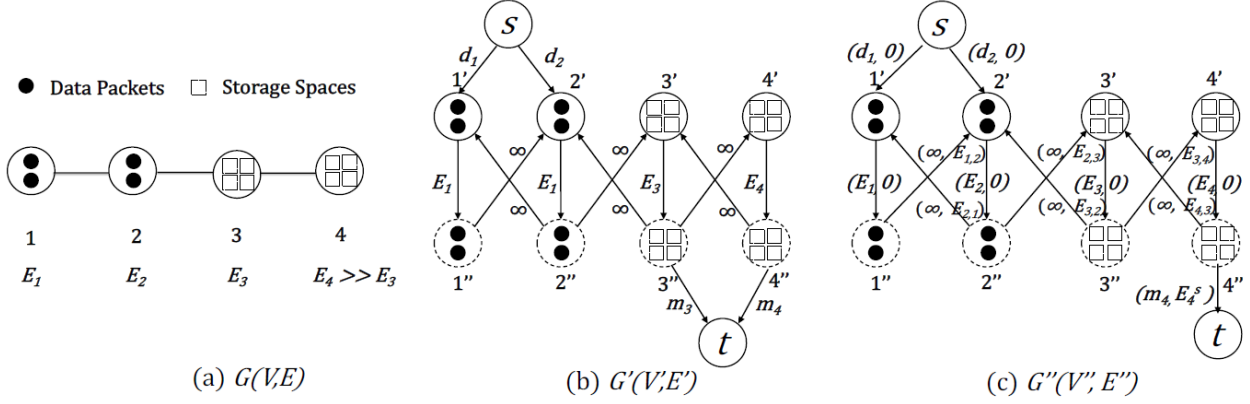 Data Packets
Storage Spaces
1 2 3 4
E1 E2 E3 E4 >> E3
(a) G(V,E)
s
d1 d2
1' 2' 3' 4'
∞ ∞ ∞
E1 E1 E3 E4
∞ ∞ ∞
1'' 2'' 3'' 4''
m3 m4
t
(b) G'(V',E')
s
(d1, 0) (d2, 0)
1' 2' 3' 4'
(∞, E1,2) (∞, E2,3) (∞, E3,4)
(E1, 0) (E2, 0) (E3, 0) (E4, 0)
(∞, E2,1) (∞, E3,2) (∞, E4,3)
1'' 2'' 3'' 4''
(m4, E4s)
t
(c) G''(V'', E'')